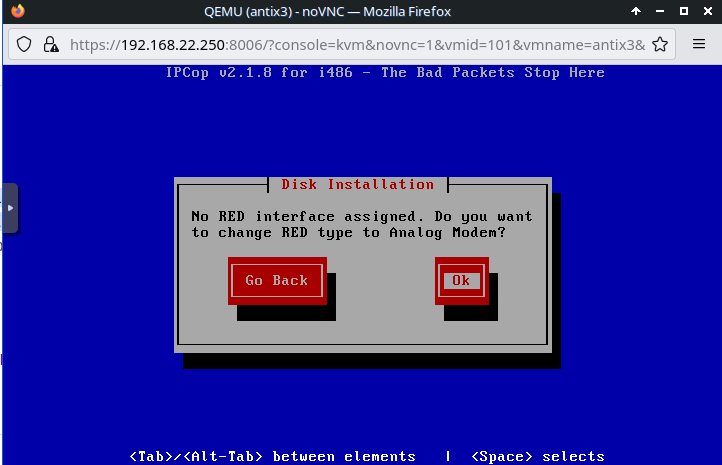 QEMU (antix3) - noVNC — Mozilla Firefox
https://192.168.22.250:8006/?console=kvm&novnc=1&vmid=101&vmname=antix3&
IPCop v2.1.8 for i486 - The Bad Packets Stop Here
Disk Installation
No RED interface assigned. Do you want
to change RED type to Analog Modem?
Go Back Ok
<Tab>/<Alt-Tab> between elements | <Space> selects